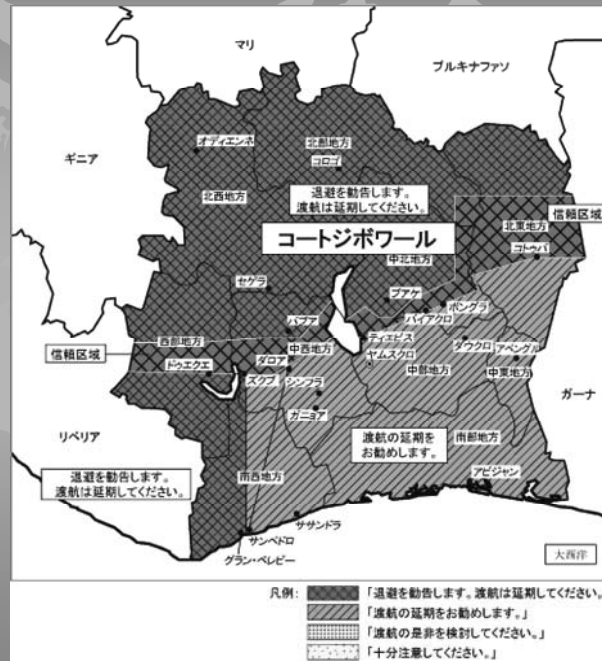 マリ
ブルキナファソ
ギニア
オディエンネ
北部地方
コロゴ
北西地方
退避を勧告します。
渡航は延期してください。
北東地方
信頼区域
コートジボワール
コトゥバ
中北地方
セゲラ
ブアケ
ボングラ
バブア
バイアクロ
西部地方
信頼区域
ディエビス
ダウクロ
アベングル
ドゥエクエ
ダロア
中西地方
ヤムスクロ
中部地方
中東地方
ズクブ
シンフラ
ガーナ
ガニョア
リベリア
渡航の延期を
お勧めします。
南部地方
退避を勧告します。
渡航は延期してください。
南西地方
アビジャン
ササンドラ
サンペドロ
グラン・ベレビー
大西洋
凡例:
「退避を勧告します。渡航は延期してください。
「渡航の延期をお勧めします。」
「渡航の是非を検討してください。」
「十分注意してください。」